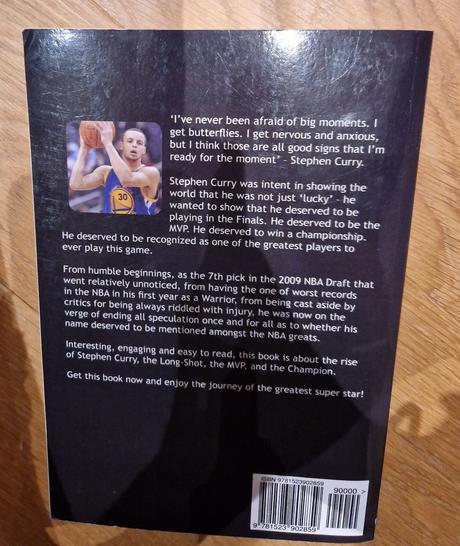 'I've never been afraid of big moments. I
get butterflies. I get nervous and anxious,
but I think those are all good signs that I'm
ready for the moment' – Stephen Curry.
30
Stephen Curry was intent in showing the
world that he was not just 'lucky' – he
wanted to show that he deserved to be
playing in the Finals. He deserved to be the
MVP. He deserved to win a championship.
He deserved to be recognized as one of the greatest players to
ever play this game.
From humble beginnings, as the 7th pick in the 2009 NBA Draft that
went relatively unnoticed, from having the one of worst records
in the NBA in his first year as a Warrior, from being cast aside by
critics for being always riddled with injury, he was now on the
verge of ending all speculation once and for all as to whether his
name deserved to be mentioned amongst the NBA greats.
Interesting, engaging and easy to read, this book is about the rise
of Stephen Curry, the Long-Shot, the MVP, and the Champion.
Get this book now and enjoy the journey of the greatest super star!
ISBN 9781523902859
90000 >
9 781523 902859